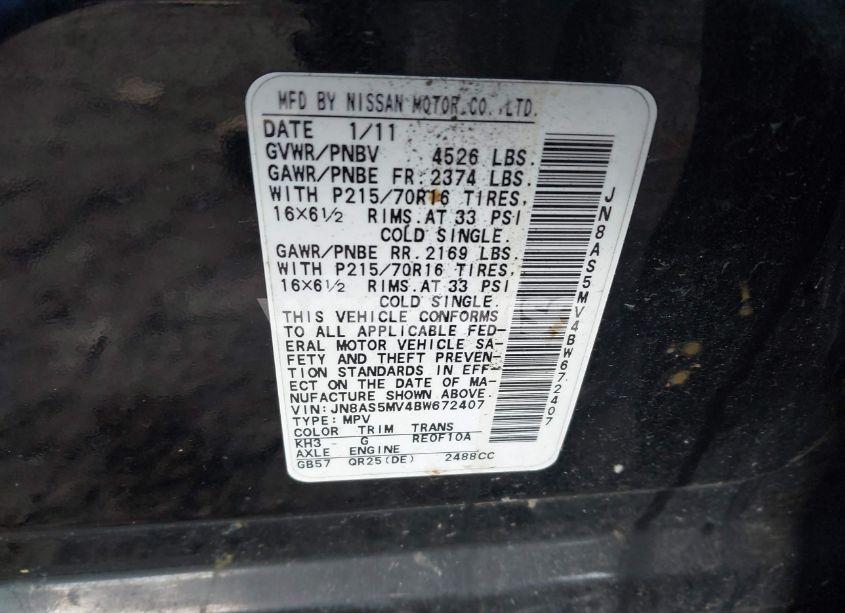 MFD BY NISSAN MOTOR CO.,LTD.
DATE 1/11
GVWR/PNBV 4526 LBS.
GAWR/PNBE FR.2374 LBS.
WITH P215/70R16 TIRES,
16X6½ RIMS.AT 33 PSI
COLD SINGLE.
GAWR/PNBE RR.2169 LBS.
WITH P215/70R16 TIRES,
16X6½ RIMS.AT 33 PSI
COLD SINGLE.
THIS VEHICLE CONFORMS
TO ALL APPLICABLE FED-
ERAL MOTOR VEHICLE SA-
FETY AND THEFT PREVEN-
TION STANDARDS IN EFF-
ECT ON THE DATE OF MA-
NUFACTURE SHOWN ABOVE.
VIN:JN8AS5MV4BW672407
TYPE:MPV
COLOR TRIM TRANS
KH3 - G RE0F10A
AXLE ENGINE
GB57 QR25(DE) 2488CC
JN8AS5MV4BW672407